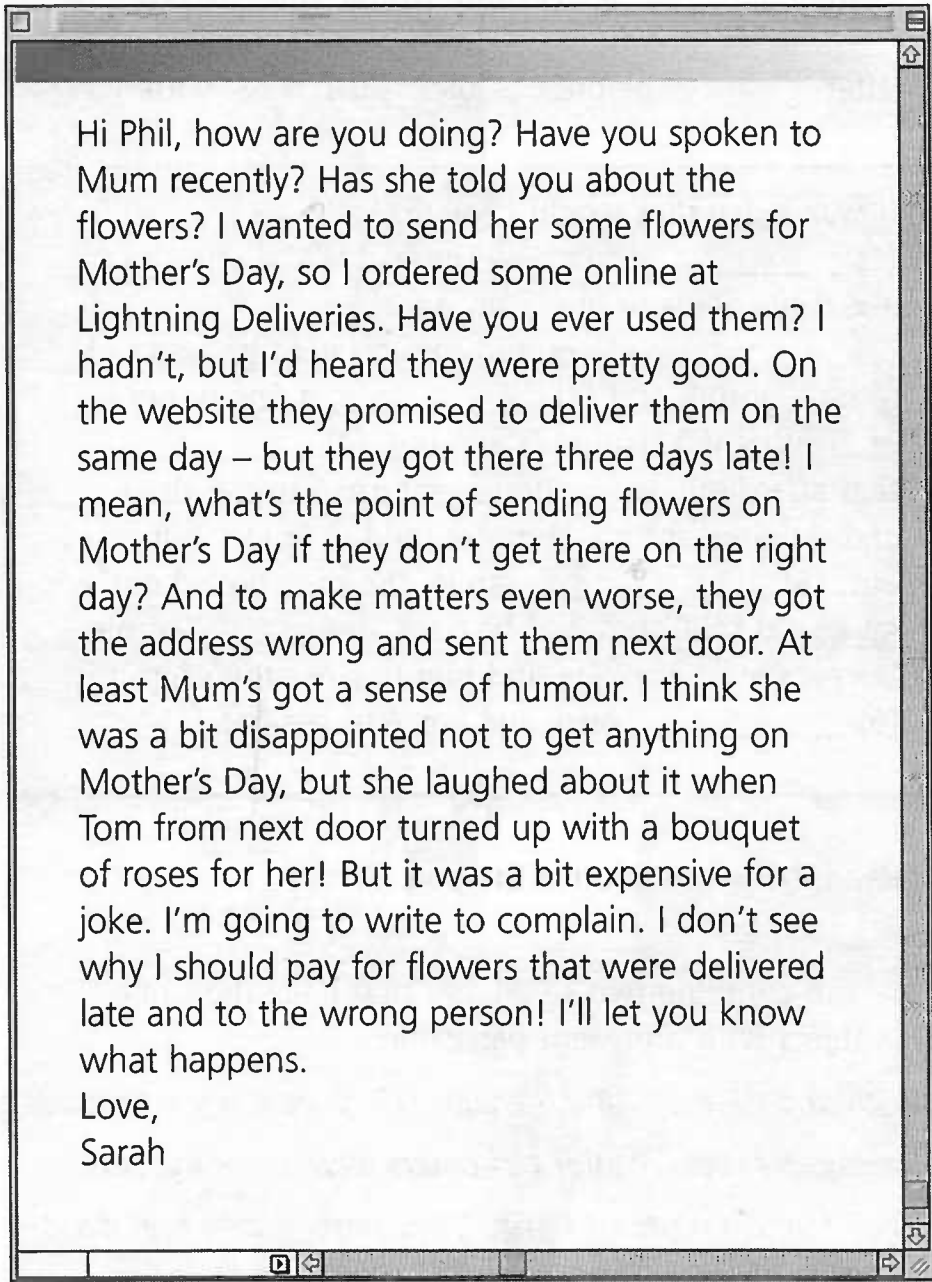 Hi Phil, how are you doing? Have you spoken to
Mum recently? Has she told you about the
flowers? I wanted to send her some flowers for
Mother's Day, so I ordered some online at
Lightning Deliveries. Have you ever used them? I
hadn't, but I'd heard they were pretty good. On
the website they promised to deliver them on the
same day – but they got there three days late! I
mean, what's the point of sending flowers on
Mother's Day if they don't get there on the right
day? And to make matters even worse, they got
the address wrong and sent them next door. At
least Mum's got a sense of humour. I think she
was a bit disappointed not to get anything on
Mother's Day, but she laughed about it when
Tom from next door turned up with a bouquet
of roses for her! But it was a bit expensive for a
joke. I'm going to write to complain. I don't see
why I should pay for flowers that were delivered
late and to the wrong person! I'll let you know
what happens.
Love,
Sarah